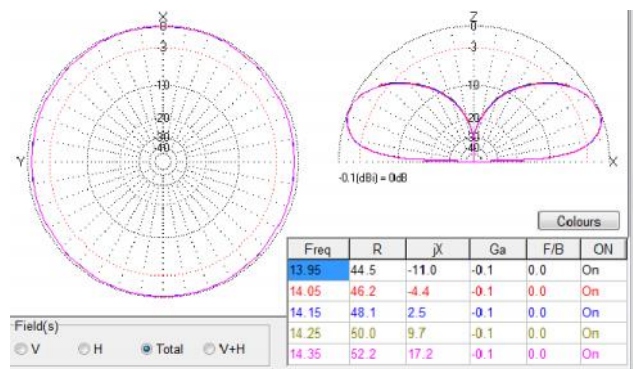 X
0
-3
-10
-20
-30
-40
Y
Z
-3
-10
-20
-30
-40
X
-0.1(dBi) = 0dB
Colours
Freq R jX Ga F/B ON
13.95 44.5 -11.0 -0.1 0.0 On
14.05 46.2 -4.4 -0.1 0.0 On
14.15 48.1 2.5 -0.1 0.0 On
14.25 50.0 9.7 -0.1 0.0 On
14.35 52.2 17.2 -0.1 0.0 On
Field(s)
V H Total V+H